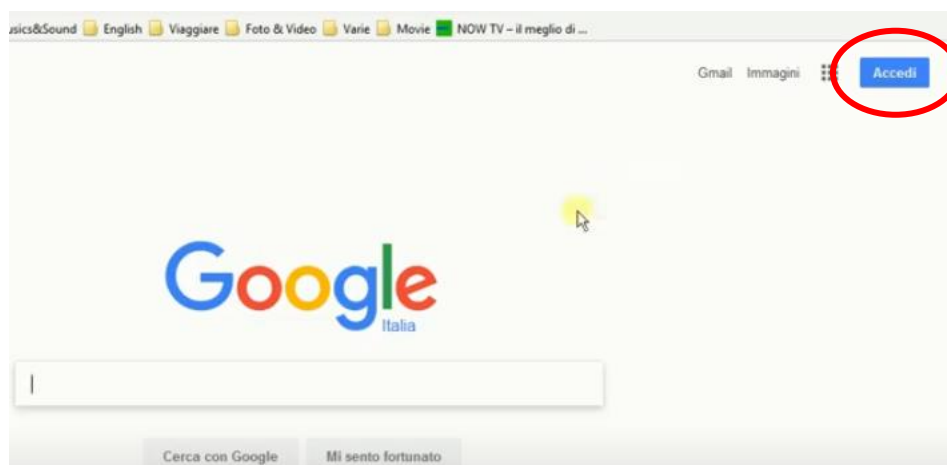 usics&Sound English Viaggiare Foto & Video Varie Movie NOW TV – il meglio di ...
Gmail Immagini Accedi
Google
Italia
Cerca con Google Mi sento fortunato